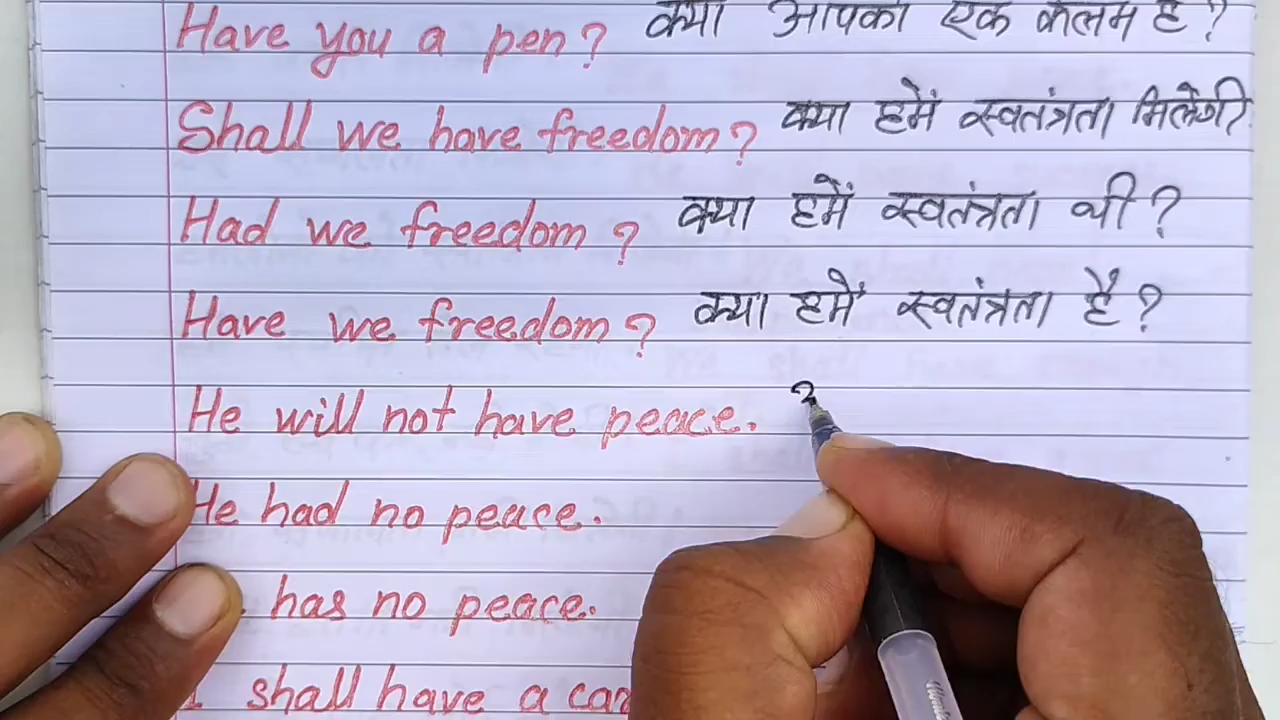 Have you a pen? क्या आपका एक कलम है?
Shall we have freedom? क्या हमें स्वतंत्रता मिलेगी?
Had we freedom? क्या हमें स्वतंत्रता थी?
Have we freedom? क्या हमें स्वतंत्रता है?
He will not have peace.
He had no peace.
has no peace.
shall have a car